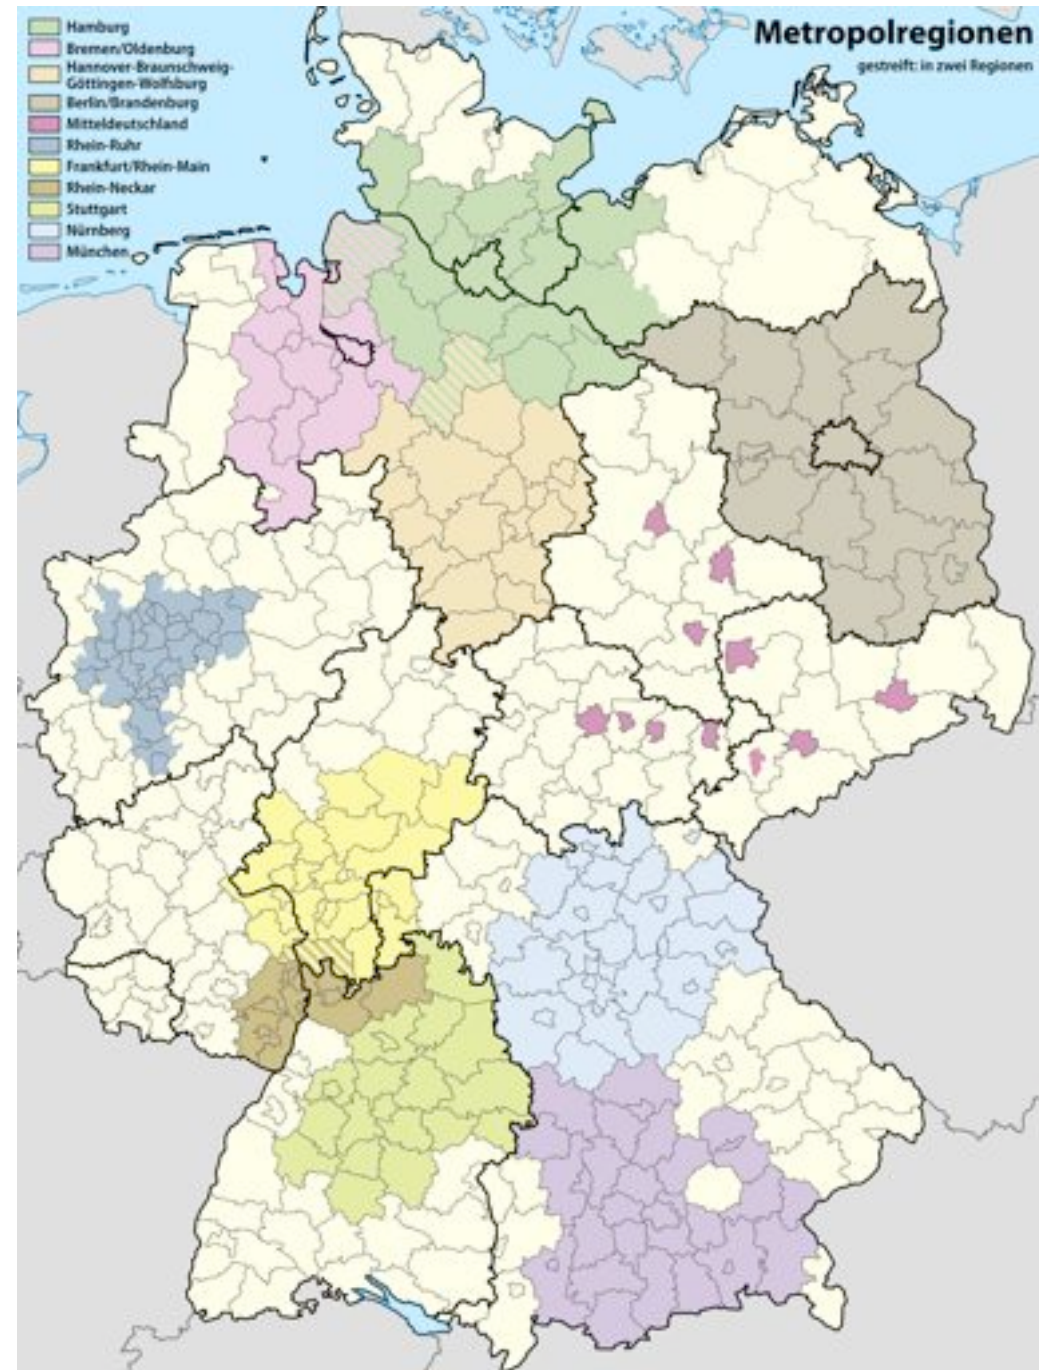 Metropolregionen
gestreift: in zwei Regionen
Hamburg
Bremen/Oldenburg
Hannover-Braunschweig-
Göttingen-Wolfsburg
Berlin/Brandenburg
Mitteldeutschland
Rhein-Ruhr
Frankfurt/Rhein-Main
Rhein-Neckar
Stuttgart
Nürnberg
München